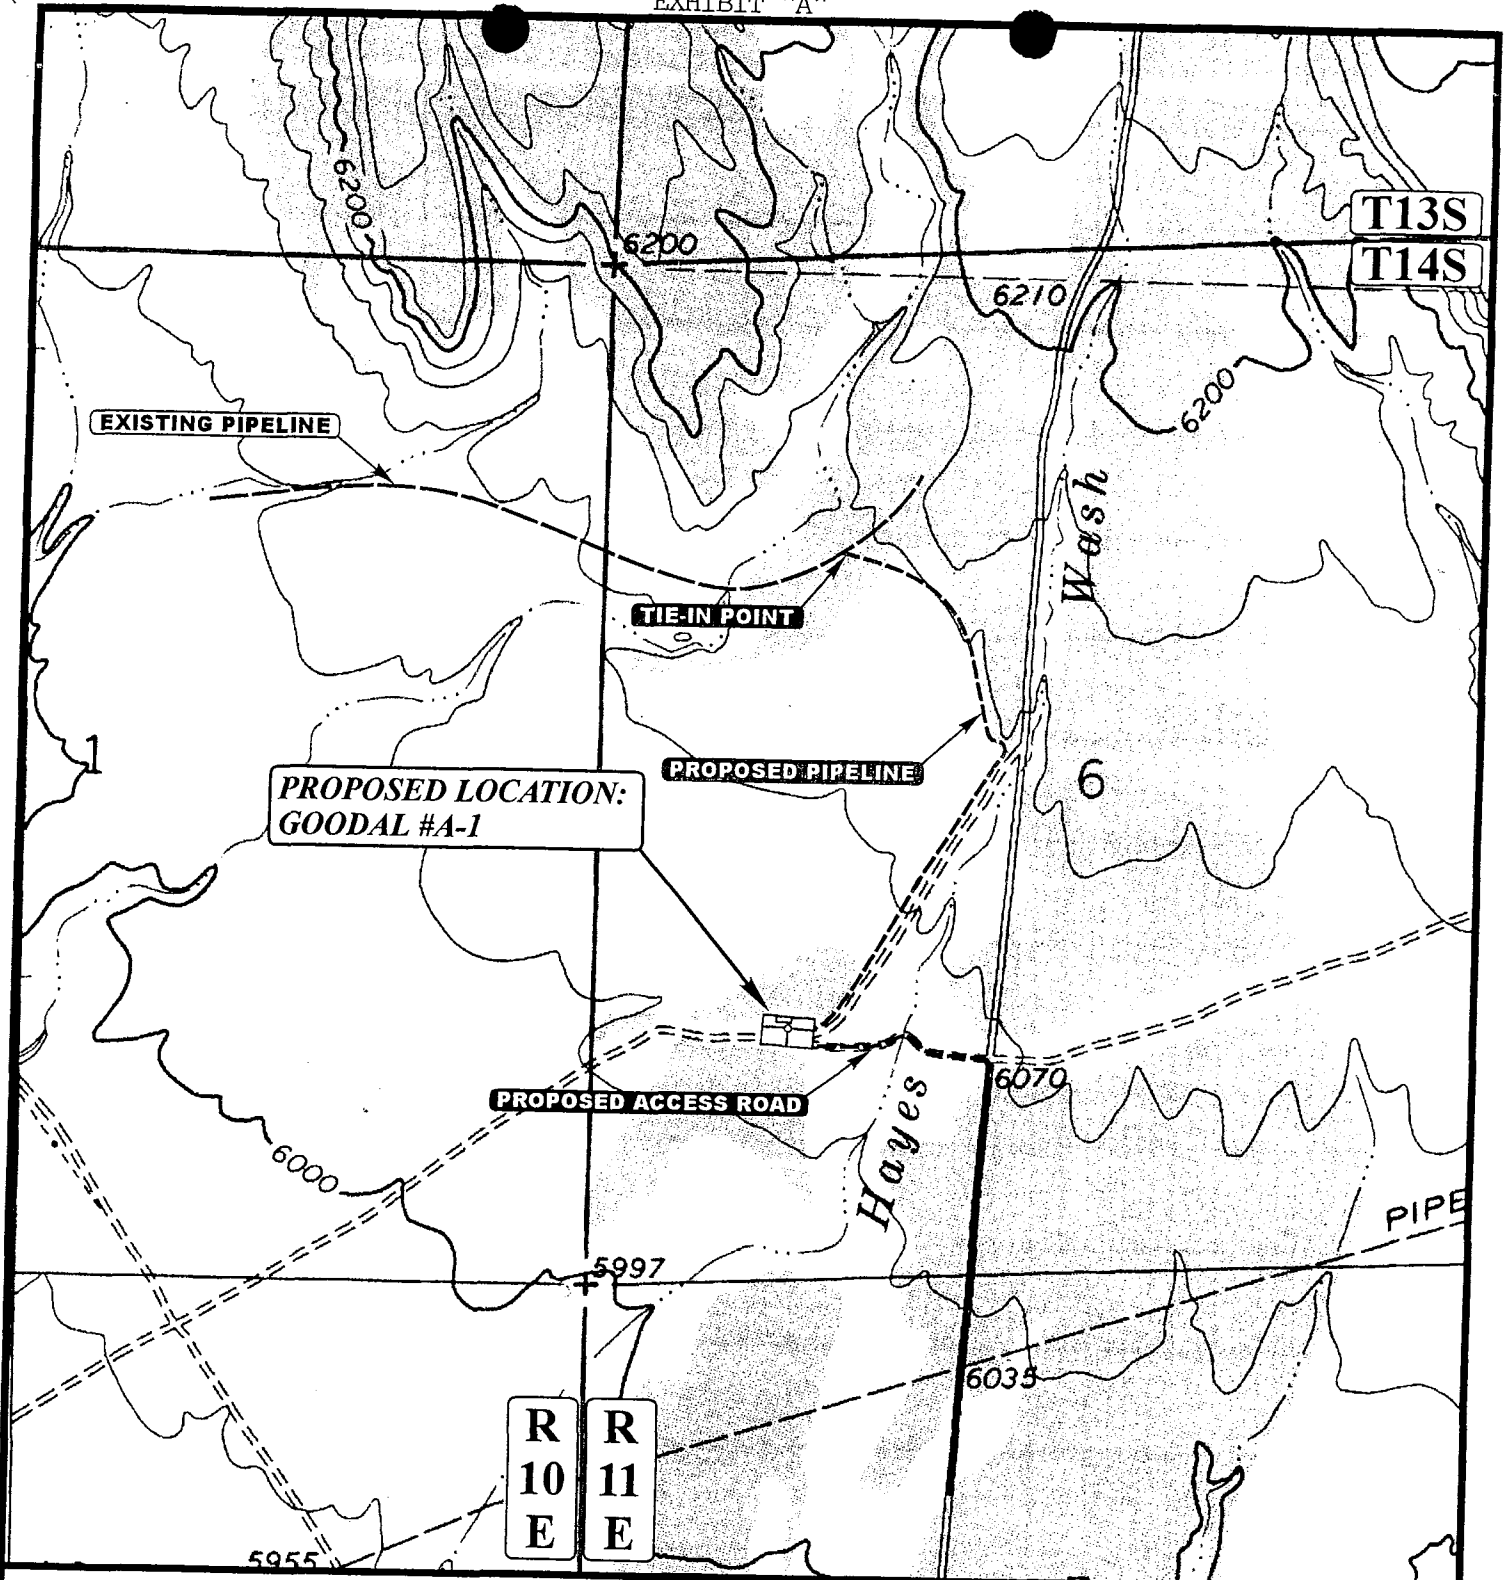 EXHIBIT "A"
6200
T13S
6200
T14S
6210
6200
EXISTING PIPELINE
Wash
TIE-IN POINT
1
PROPOSED PIPELINE
6
PROPOSED LOCATION:
GOODAL #A-1
6070
PROPOSED ACCESS ROAD
Hayes
6000
PIPE
5997
6035
R
10
E
R
11
E
5955